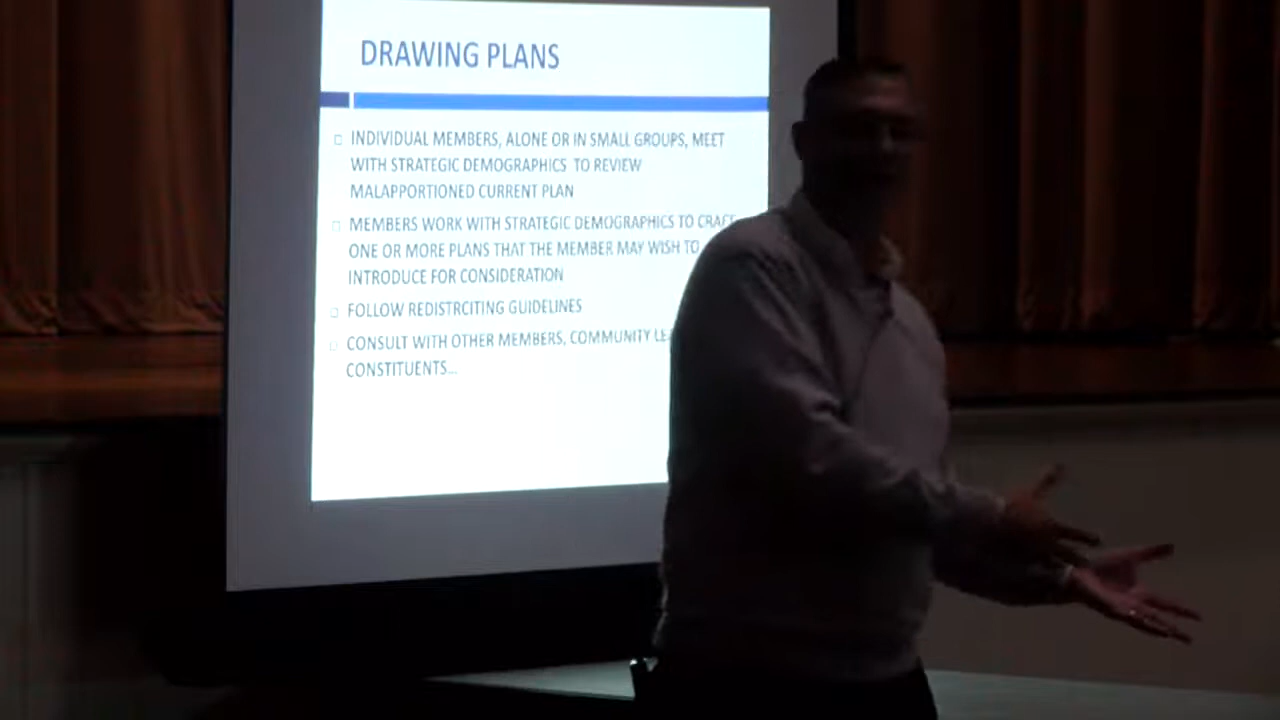 DRAWING PLANS
INDIVIDUAL MEMBERS, ALONE OR IN SMALL GROUPS, MEET
WITH STRATEGIC DEMOGRAPHICS TO REVIEW
MALAPPORTIONED CURRENT PLAN
MEMBERS WORK WITH STRATEGIC DEMOGRAPHICS TO CRAFT
ONE OR MORE PLANS THAT THE MEMBER MAY WISH TO
INTRODUCE FOR CONSIDERATION
FOLLOW REDISTRCITING GUIDELINES
CONSULT WITH OTHER MEMBERS, COMMUNITY
CONSTITUENTS...